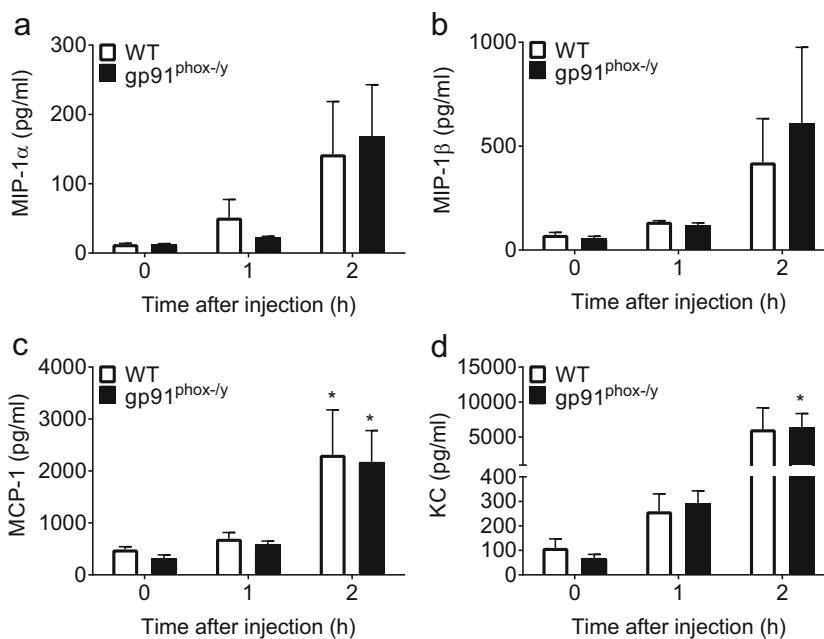 a
WT
gp91phox-/y
MIP-1α (pg/ml)
300
200
100
0
0 1 2
Time after injection (h)
b
WT
gp91phox-/y
MIP-1β (pg/ml)
1000
500
0
0 1 2
Time after injection (h)
c
WT
gp91phox-/y
MCP-1 (pg/ml)
4000
3000
2000
1000
0
* *
0 1 2
Time after injection (h)
d
WT
gp91phox-/y
KC (pg/ml)
15000
10000
5000
400
300
200
100
0
*
0 1 2
Time after injection (h)